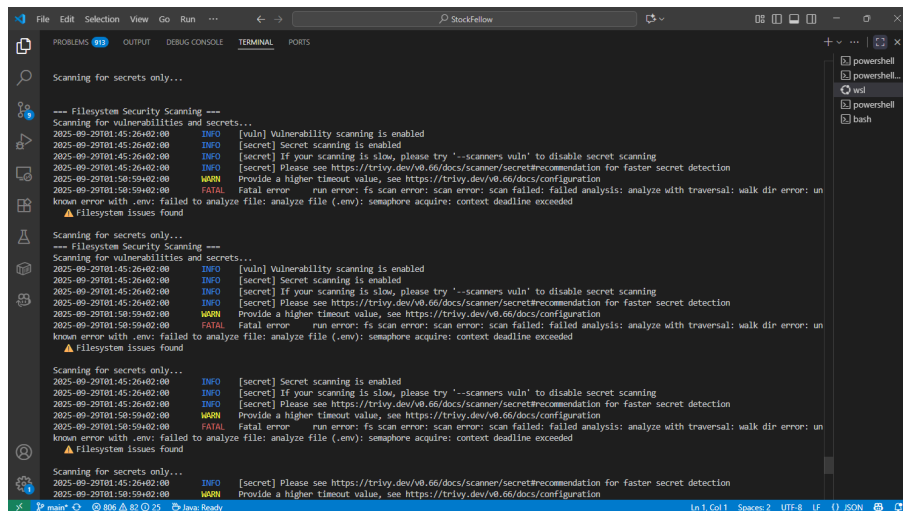 File Edit Selection View Go Run ··· ← → StockFellow
PROBLEMS 913 OUTPUT DEBUG CONSOLE TERMINAL PORTS
powershell
powershell...
wsl
powershell
bash
Scanning for secrets only...
=== Filesystem Security Scanning ===
Scanning for vulnerabilities and secrets...
2025-09-29T01:45:26+02:00 INFO [vuln] Vulnerability scanning is enabled
2025-09-29T01:45:26+02:00 INFO [secret] Secret scanning is enabled
2025-09-29T01:45:26+02:00 INFO [secret] If your scanning is slow, please try '--scanners vuln' to disable secret scanning
2025-09-29T01:45:26+02:00 INFO [secret] Please see https://trivy.dev/v0.66/docs/scanner/secret#recommendation for faster secret detection
2025-09-29T01:50:59+02:00 WARN Provide a higher timeout value, see https://trivy.dev/v0.66/docs/configuration
2025-09-29T01:50:59+02:00 FATAL Fatal error run error: fs scan error: scan error: scan failed: failed analysis: analyze with traversal: walk dir error: un
known error with .env: failed to analyze file: analyze file (.env): semaphore acquire: context deadline exceeded
⚠ Filesystem issues found
Scanning for secrets only...
=== Filesystem Security Scanning ===
Scanning for vulnerabilities and secrets...
2025-09-29T01:45:26+02:00 INFO [vuln] Vulnerability scanning is enabled
2025-09-29T01:45:26+02:00 INFO [secret] Secret scanning is enabled
2025-09-29T01:45:26+02:00 INFO [secret] If your scanning is slow, please try '--scanners vuln' to disable secret scanning
2025-09-29T01:45:26+02:00 INFO [secret] Please see https://trivy.dev/v0.66/docs/scanner/secret#recommendation for faster secret detection
2025-09-29T01:50:59+02:00 WARN Provide a higher timeout value, see https://trivy.dev/v0.66/docs/configuration
2025-09-29T01:50:59+02:00 FATAL Fatal error run error: fs scan error: scan error: scan failed: failed analysis: analyze with traversal: walk dir error: un
known error with .env: failed to analyze file: analyze file (.env): semaphore acquire: context deadline exceeded
⚠ Filesystem issues found
Scanning for secrets only...
2025-09-29T01:45:26+02:00 INFO [secret] Secret scanning is enabled
2025-09-29T01:45:26+02:00 INFO [secret] If your scanning is slow, please try '--scanners vuln' to disable secret scanning
2025-09-29T01:45:26+02:00 INFO [secret] Please see https://trivy.dev/v0.66/docs/scanner/secret#recommendation for faster secret detection
2025-09-29T01:50:59+02:00 WARN Provide a higher timeout value, see https://trivy.dev/v0.66/docs/configuration
2025-09-29T01:50:59+02:00 FATAL Fatal error run error: fs scan error: scan error: scan failed: failed analysis: analyze with traversal: walk dir error: un
known error with .env: failed to analyze file: analyze file (.env): semaphore acquire: context deadline exceeded
⚠ Filesystem issues found
Scanning for secrets only...
2025-09-29T01:45:26+02:00 INFO [secret] Please see https://trivy.dev/v0.66/docs/scanner/secret#recommendation for faster secret detection
2025-09-29T01:50:59+02:00 WARN Provide a higher timeout value, see https://trivy.dev/v0.66/docs/configuration
main* 806 82 25 Java: Ready Ln 1, Col 1 Spaces: 2 UTF-8 LF {} JSON